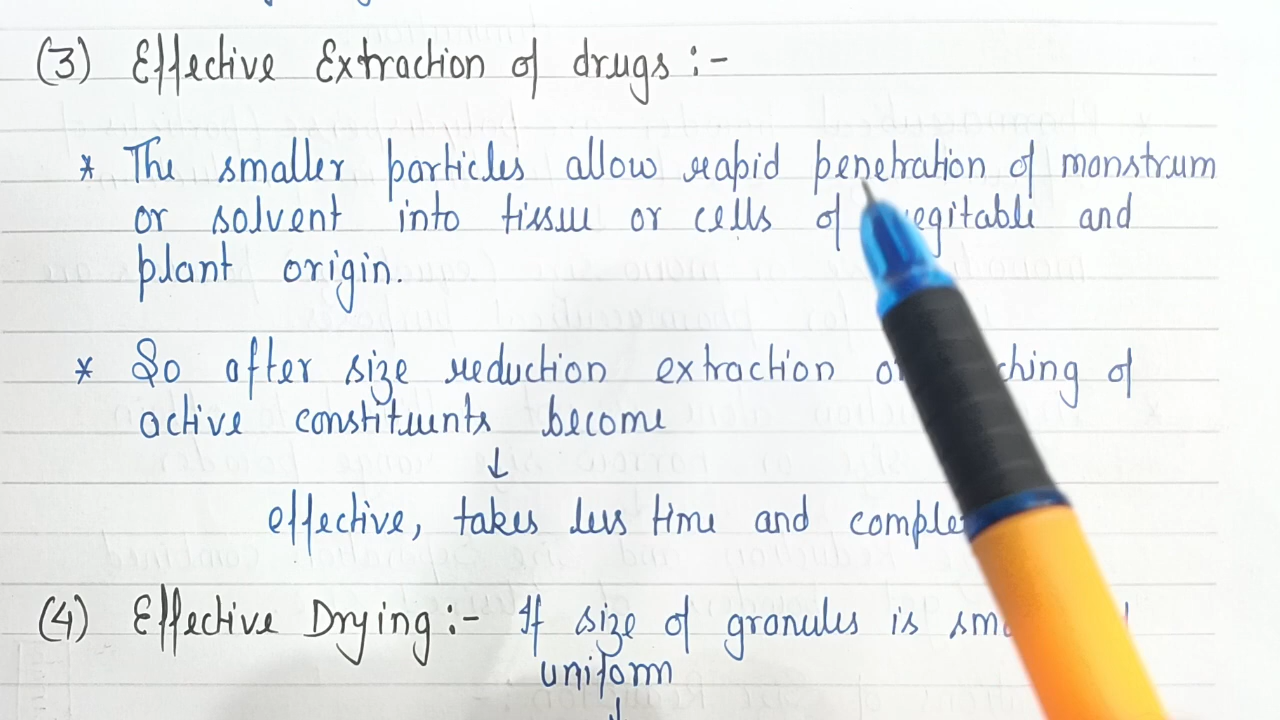 (3) Effective Extraction of drugs :-
* The smaller particles allow rapid penetration of monstrum
or solvent into tissue or cells of and
plant origin.
* So after size reduction extraction of
active constituents become
↓
effective, takes less time and
(4) Effective Drying :- If size of granules is
uniform
↓